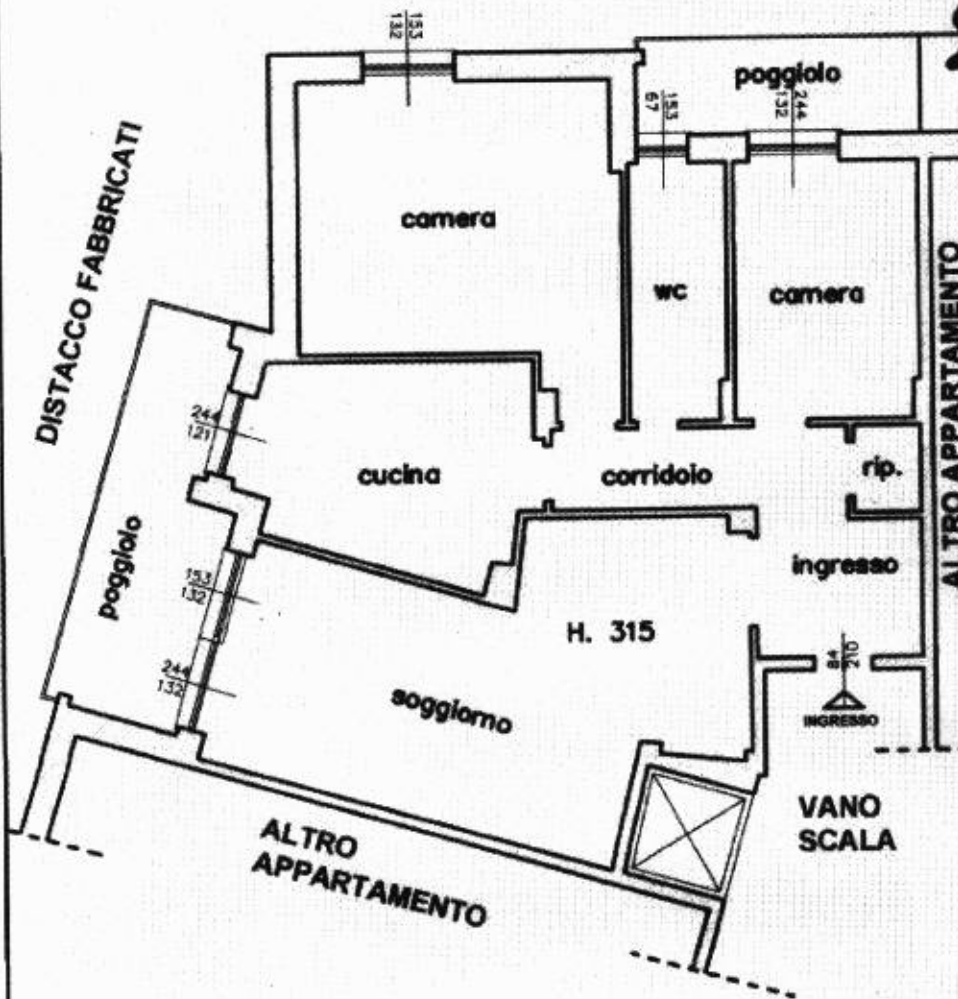 153
132
poggiolo
153
67
244
132
DISTACCO FABBRICATI
camera
wc
camera
ALTRO APPARTAMENTO
244
121
cucina
corridoio
rip.
poggiolo
153
132
ingresso
H. 315
244
132
soggiorno
84
210
INGRESSO
VANO
SCALA
ALTRO
APPARTAMENTO